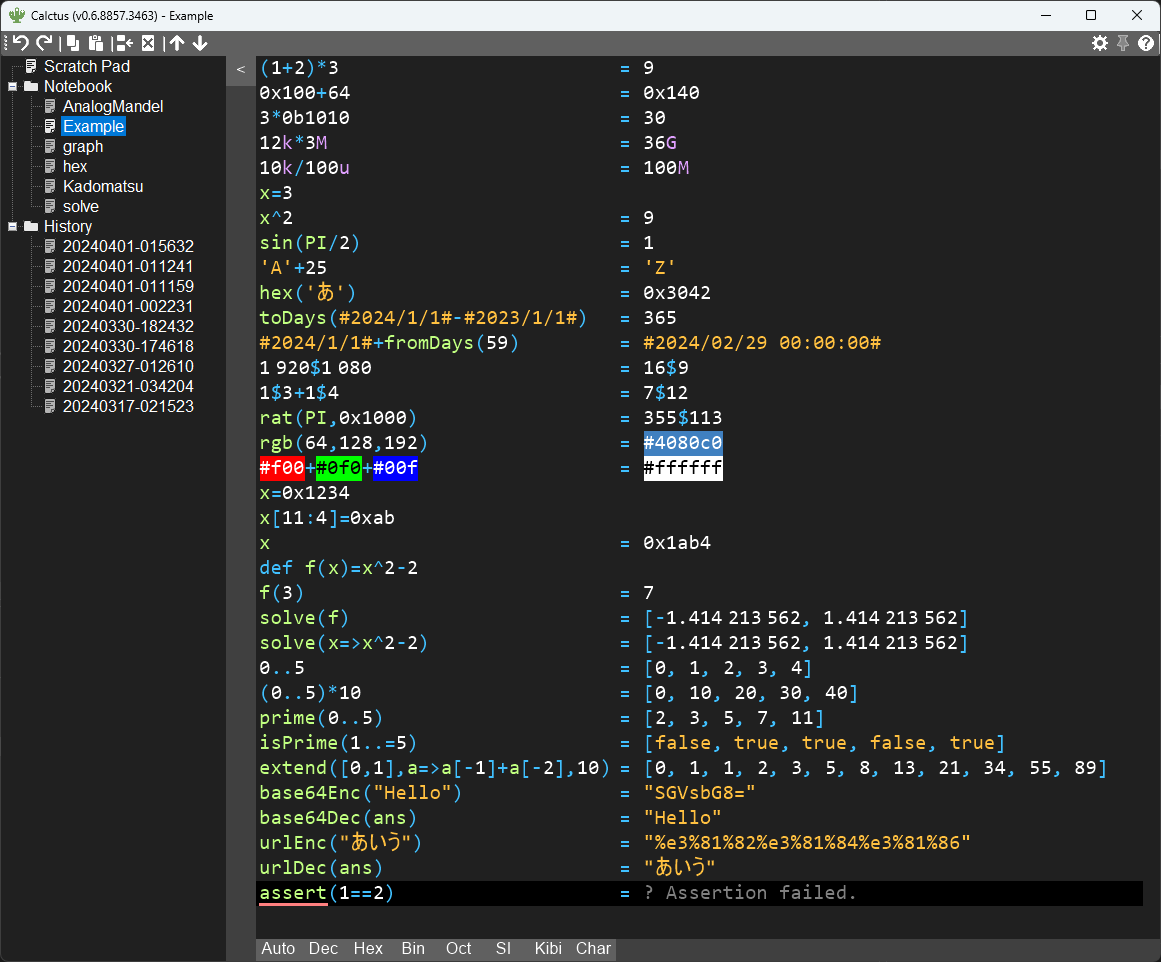 Calctus (v0.6.8857.3463) - Example
Scratch Pad
Notebook
AnalogMandel
Example
graph
hex
Kadomatsu
solve
History
20240401-015632
20240401-011241
20240401-011159
20240401-002231
20240330-182432
20240330-174618
20240327-012610
20240321-034204
20240317-021523
<
(1+2)*3 = 9
0x100+64 = 0x140
3*0b1010 = 30
12k*3M = 36G
10k/100u = 100M
x=3
x^2 = 9
sin(PI/2) = 1
'A'+25 = 'Z'
hex('あ') = 0x3042
toDays(#2024/1/1#-#2023/1/1#) = 365
#2024/1/1#+fromDays(59) = #2024/02/29 00:00:00#
1 920$1 080 = 16$9
1$3+1$4 = 7$12
rat(PI,0x1000) = 355$113
rgb(64,128,192) = #4080c0
#f00+#0f0+#00f = #ffffff
x=0x1234
x[11:4]=0xab
x = 0x1ab4
def f(x)=x^2-2
f(3) = 7
solve(f) = [-1.414 213 562, 1.414 213 562]
solve(x=>x^2-2) = [-1.414 213 562, 1.414 213 562]
0..5 = [0, 1, 2, 3, 4]
(0..5)*10 = [0, 10, 20, 30, 40]
prime(0..5) = [2, 3, 5, 7, 11]
isPrime(1..=5) = [false, true, true, false, true]
extend([0,1],a=>a[-1]+a[-2],10) = [0, 1, 1, 2, 3, 5, 8, 13, 21, 34, 55, 89]
base64Enc("Hello") = "SGVsbG8="
base64Dec(ans) = "Hello"
urlEnc("あいう") = "%e3%81%82%e3%81%84%e3%81%86"
urlDec(ans) = "あいう"
assert(1==2) = ? Assertion failed.
Auto Dec Hex Bin Oct SI Kibi Char